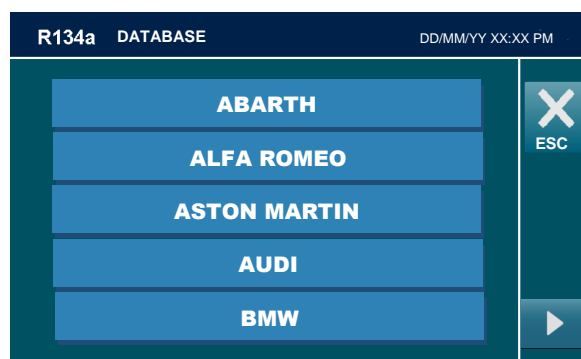 R134a DATABASE DD/MM/YY XX:XX PM
ABARTH
ESC
ALFA ROMEO
ASTON MARTIN
AUDI
BMW